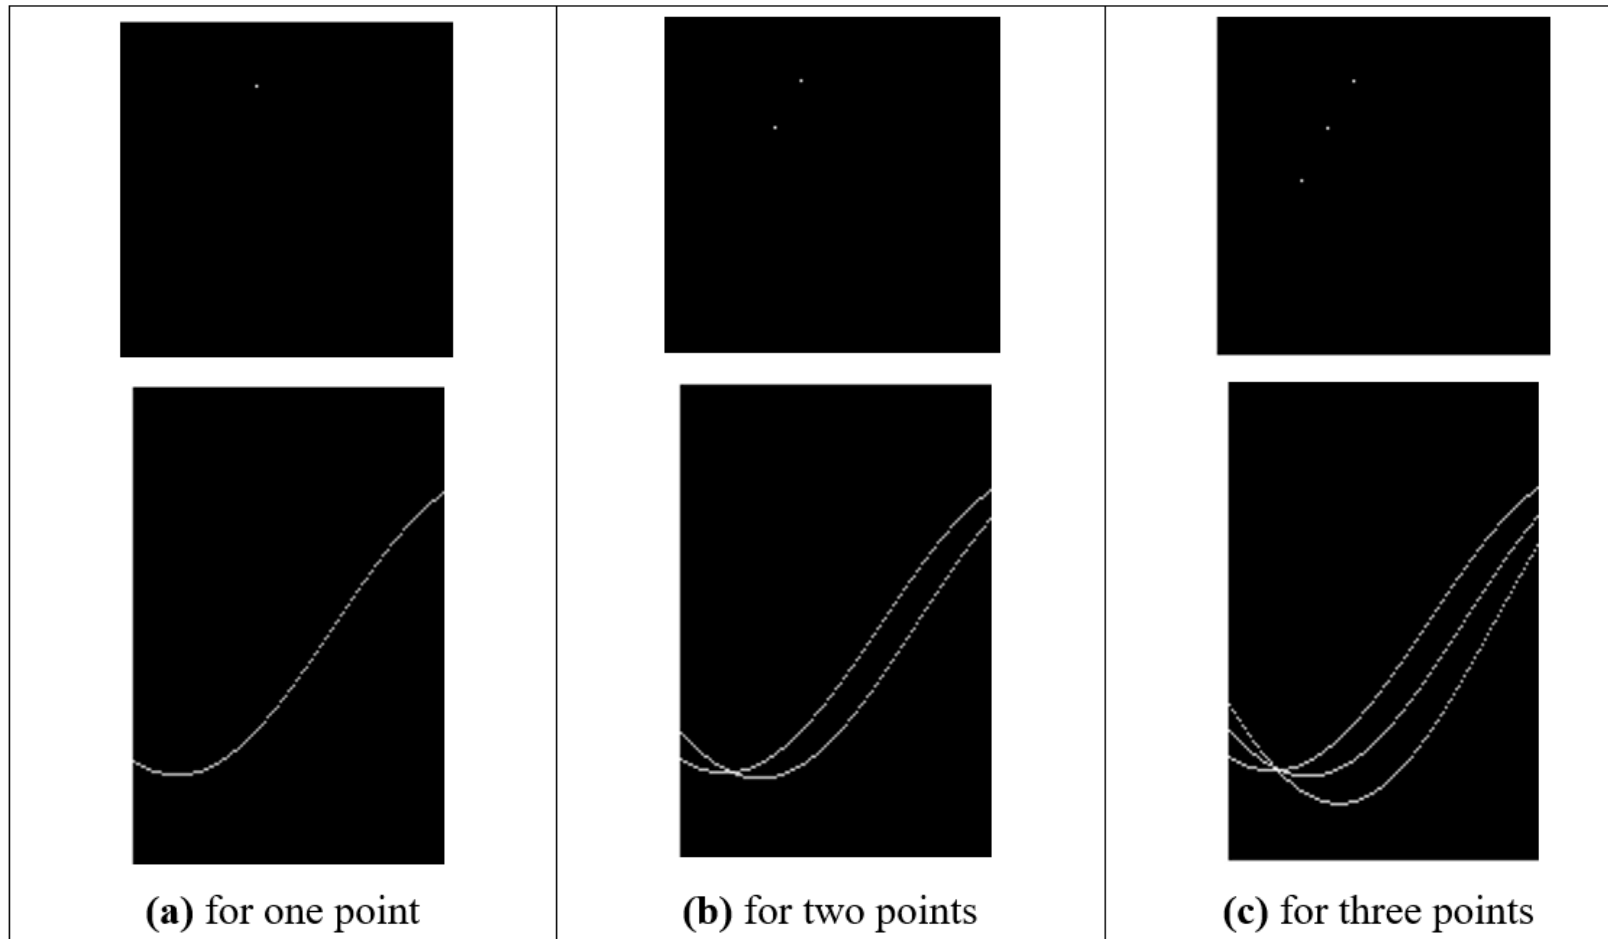 (a) for one point
(b) for two points
(c) for three points